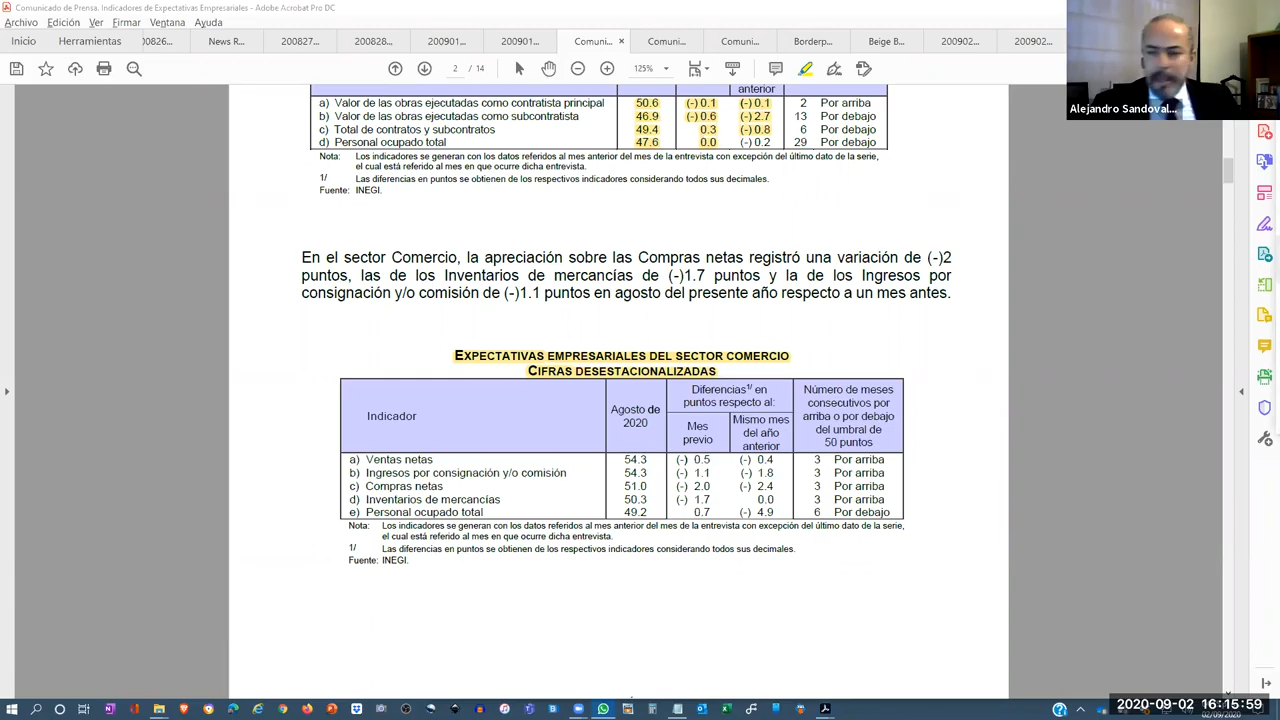 Comunicado de Prensa. Indicadores de Expectativas Empresariales - Adobe Acrobat Pro DC
Archivo Edición Ver Firmar Ventana Ayuda
Inicio Herramientas 00826... News R... 200827... 200828... 200901... 200901... Comuni... × Comuni... Comuni... Borderp... Beige B... 200902... 200902...
2 / 14 125%
Alejandro Sandoval...
anterior
a) Valor de las obras ejecutadas como contratista principal 50.6 (-) 0.1 (-) 0.1 2 Por arriba
b) Valor de las obras ejecutadas como subcontratista 46.9 (-) 0.6 (-) 2.7 13 Por debajo
c) Total de contratos y subcontratos 49.4 0.3 (-) 0.8 6 Por debajo
d) Personal ocupado total 47.6 0.0 (-) 0.2 29 Por debajo
Nota: Los indicadores se generan con los datos referidos al mes anterior del mes de la entrevista con excepción del último dato de la serie,
el cual está referido al mes en que ocurre dicha entrevista.
1/ Las diferencias en puntos se obtienen de los respectivos indicadores considerando todos sus decimales.
Fuente: INEGI.
En el sector Comercio, la apreciación sobre las Compras netas registró una variación de (-)2
puntos, las de los Inventarios de mercancías de (-)1.7 puntos y la de los Ingresos por
consignación y/o comisión de (-)1.1 puntos en agosto del presente año respecto a un mes antes.
EXPECTATIVAS EMPRESARIALES DEL SECTOR COMERCIO
CIFRAS DESESTACIONALIZADAS
Indicador
Agosto de
2020
Diferencias1/ en
puntos respecto al:
Mes
previo
Mismo mes
del año
anterior
Número de meses
consecutivos por
arriba o por debajo
del umbral de
50 puntos
a) Ventas netas 54.3 (-) 0.5 (-) 0.4 3 Por arriba
b) Ingresos por consignación y/o comisión 54.3 (-) 1.1 (-) 1.8 3 Por arriba
c) Compras netas 51.0 (-) 2.0 (-) 2.4 3 Por arriba
d) Inventarios de mercancías 50.3 (-) 1.7 0.0 3 Por arriba
e) Personal ocupado total 49.2 0.7 (-) 4.9 6 Por debajo
Nota: Los indicadores se generan con los datos referidos al mes anterior del mes de la entrevista con excepción del último dato de la serie,
el cual está referido al mes en que ocurre dicha entrevista.
1/ Las diferencias en puntos se obtienen de los respectivos indicadores considerando todos sus decimales.
Fuente: INEGI.
2020-09-02 16:15:59
02/09/2020